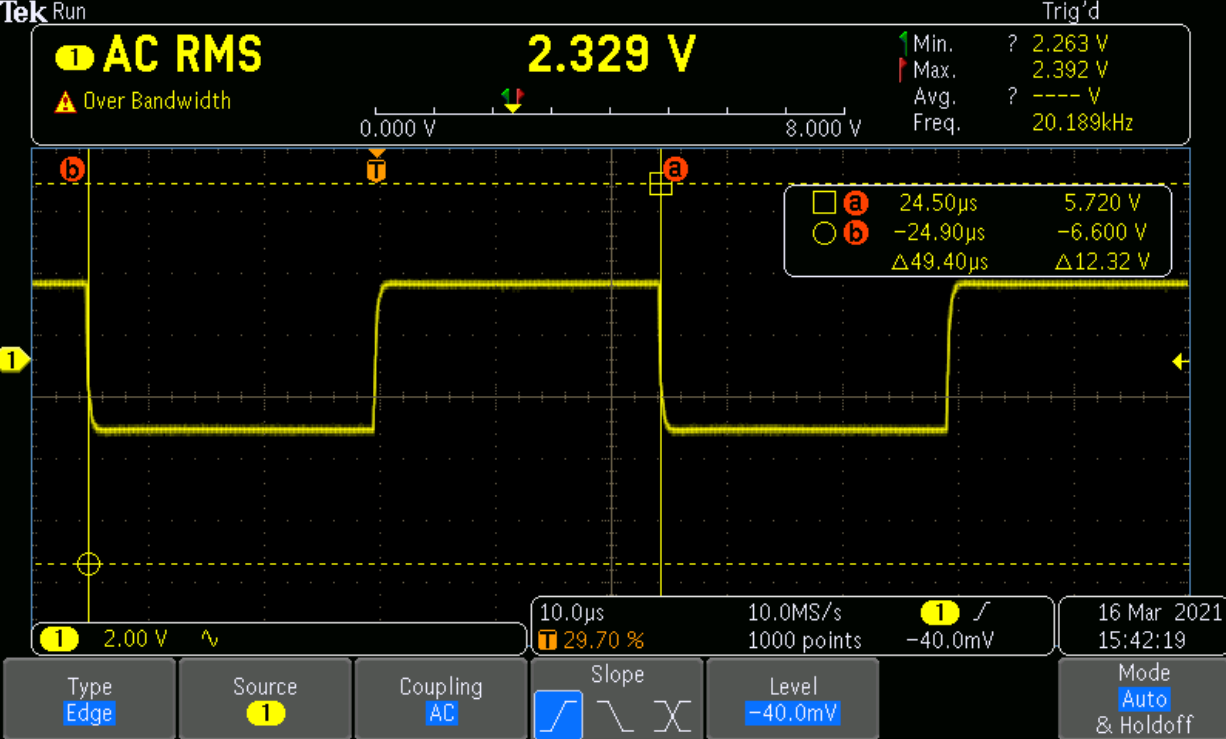 Tek Run Trig'd
1 AC RMS 2.329 V
Over Bandwidth
0.000 V 8.000 V
Min. ? 2.263 V
Max. 2.392 V
Avg. ? ---- V
Freq. 20.189kHz
b T a
a 24.50µs 5.720 V
b −24.90µs −6.600 V
Δ49.40µs Δ12.32 V
1
1 2.00 V
10.0µs 10.0MS/s 1
T 29.70 % 1000 points −40.0mV
16 Mar 2021
15:42:19
Type
Edge
Source
1
Coupling
AC
Slope
Level
−40.0mV
Mode
Auto
& Holdoff